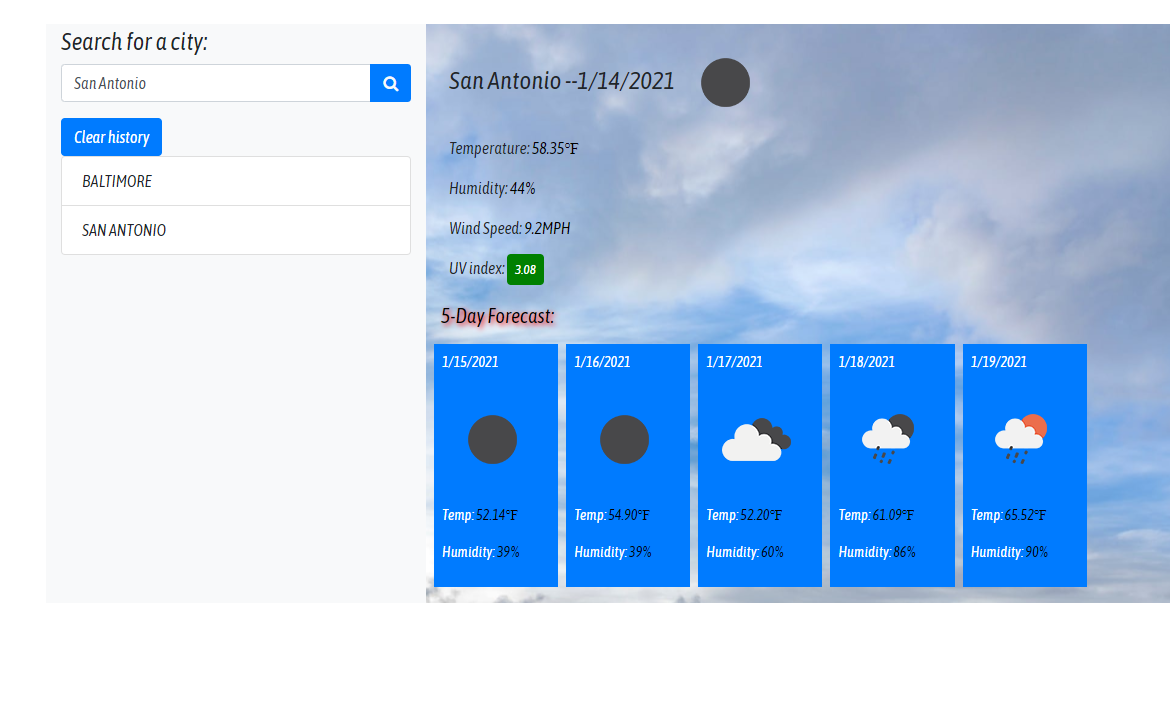 Search for a city:
San Antonio
Clear history
BALTIMORE
SAN ANTONIO
San Antonio --1/14/2021
Temperature: 58.35°F
Humidity: 44%
Wind Speed: 9.2MPH
UV index: 3.08
5-Day Forecast:
1/15/2021
Temp: 52.14°F
Humidity: 39%
1/16/2021
Temp: 54.90°F
Humidity: 39%
1/17/2021
Temp: 52.20°F
Humidity: 60%
1/18/2021
Temp: 61.09°F
Humidity: 86%
1/19/2021
Temp: 65.52°F
Humidity: 90%